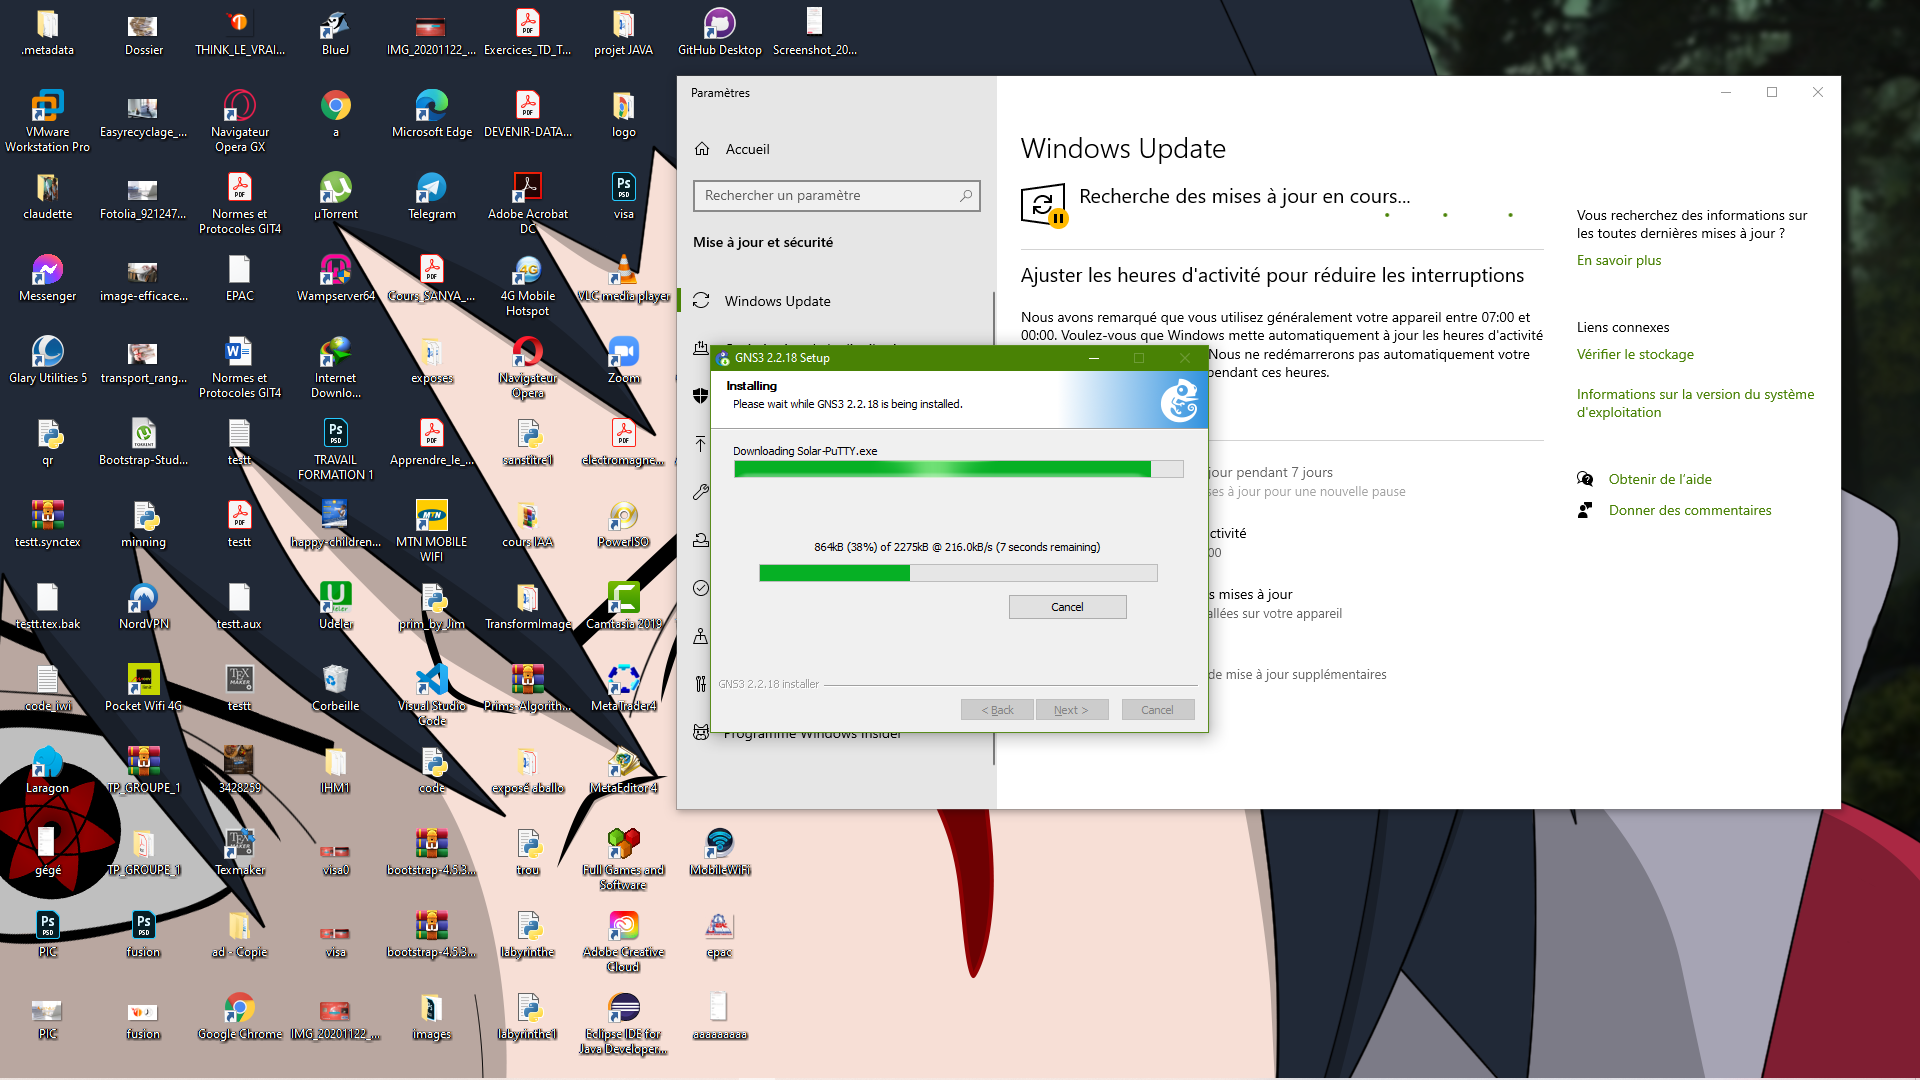 .metadata
Dossier
THINK_LE_VRAI...
BlueJ
IMG_20201122_...
Exercices_TD_T...
projet JAVA
GitHub Desktop
Screenshot_20...
VMware
Workstation Pro
Easyrecyclage_...
Navigateur
Opera GX
a
Microsoft Edge
DEVENIR-DATA...
logo
claudette
Fotolia_921247...
Normes et
Protocoles GIT4
µTorrent
Telegram
Adobe Acrobat
DC
visa
Messenger
image-efficace...
EPAC
Wampserver64
Cours_SANYA_...
4G Mobile
Hotspot
VLC media player
Glary Utilities 5
transport_rang...
Normes et
Protocoles GIT4
Internet
Downlo...
exposes
Navigateur
Opera
Zoom
qr
Bootstrap-Stud...
testt
TRAVAIL
FORMATION 1
Apprendre_le_...
sanstitre1
electromagne...
testt.synctex
minning
testt
happy-children...
MTN MOBILE
WIFI
cours IAA
PowerISO
testt.tex.bak
NordVPN
testt.aux
Udeler
prim_by_Jim
TransformImage
Camtasia 2019
code_iwi
Pocket Wifi 4G
testt
Corbeille
Visual Studio
Code
Prims-Algorith...
MetaTrader4
Laragon
TP_GROUPE_1
3428259
IHM1
code
exposé aballo
MetaEditor4
gégé
TP_GROUPE_1
Texmaker
visa0
bootstrap-4.5.3...
trou
Full Games and
Software
MobileWiFi
PIC
fusion
ad - Copie
visa
bootstrap-4.5.3...
labyrinthe
Adobe Creative
Cloud
epac
PIC
fusion
Google Chrome
IMG_20201122_...
images
labyrinthe1
Eclipse IDE for
Java Developer...
aaaaaaaaa
Paramètres
Accueil
Rechercher un paramètre
Mise à jour et sécurité
Windows Update
Programme Windows Insider
Windows Update
Recherche des mises à jour en cours...
Ajuster les heures d'activité pour réduire les interruptions
Nous avons remarqué que vous utilisez généralement votre appareil entre 07:00 et
00:00. Voulez-vous que Windows mette automatiquement à jour les heures d'activité
Nous ne redémarrerons pas automatiquement votre
pendant ces heures.
jour pendant 7 jours
ses à jour pour une nouvelle pause
ctivité
00
s mises à jour
allées sur votre appareil
de mise à jour supplémentaires
Vous recherchez des informations sur
les toutes dernières mises à jour ?
En savoir plus
Liens connexes
Vérifier le stockage
Informations sur la version du système
d'exploitation
Obtenir de l'aide
Donner des commentaires
GNS3 2.2.18 Setup
Installing
Please wait while GNS3 2.2.18 is being installed.
Downloading Solar-PuTTY.exe
864kB (38%) of 2275kB @ 216.0kB/s (7 seconds remaining)
Cancel
GNS3 2.2.18 installer
< Back
Next >
Cancel